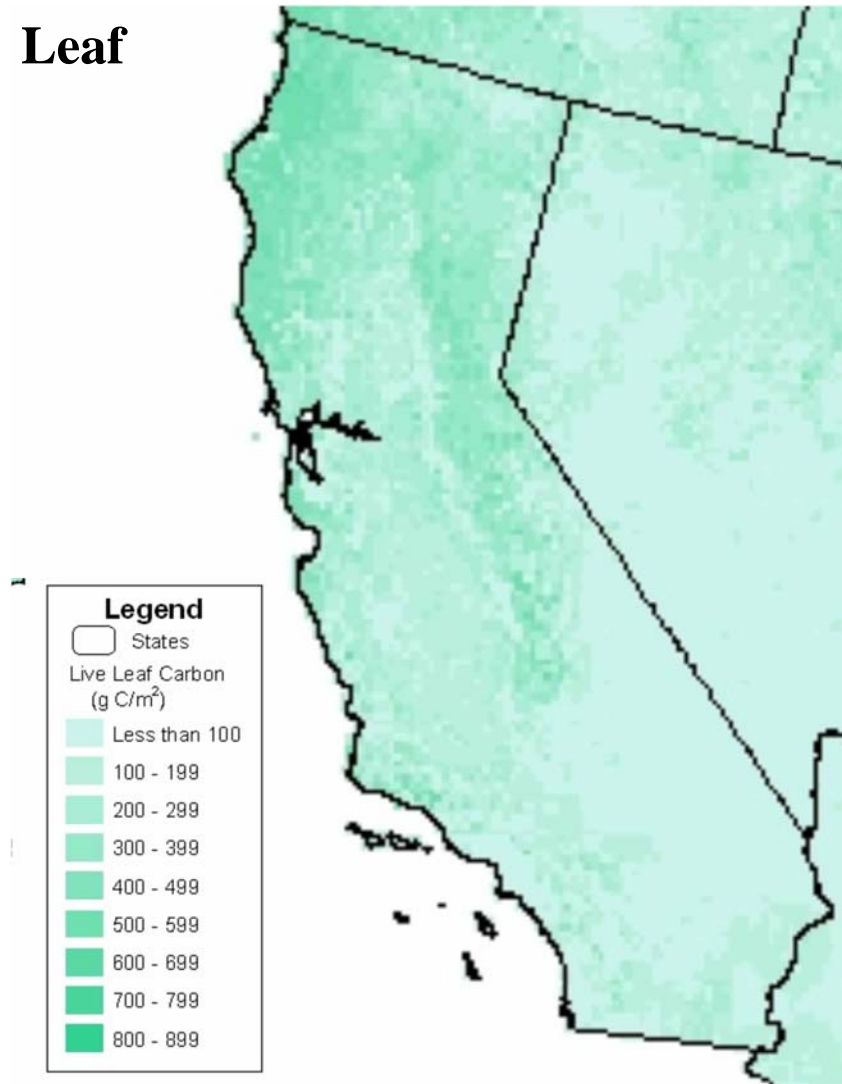 Leaf
Legend
States
Live Leaf Carbon
(g C/m²)
Less than 100
100 - 199
200 - 299
300 - 399
400 - 499
500 - 599
600 - 699
700 - 799
800 - 899